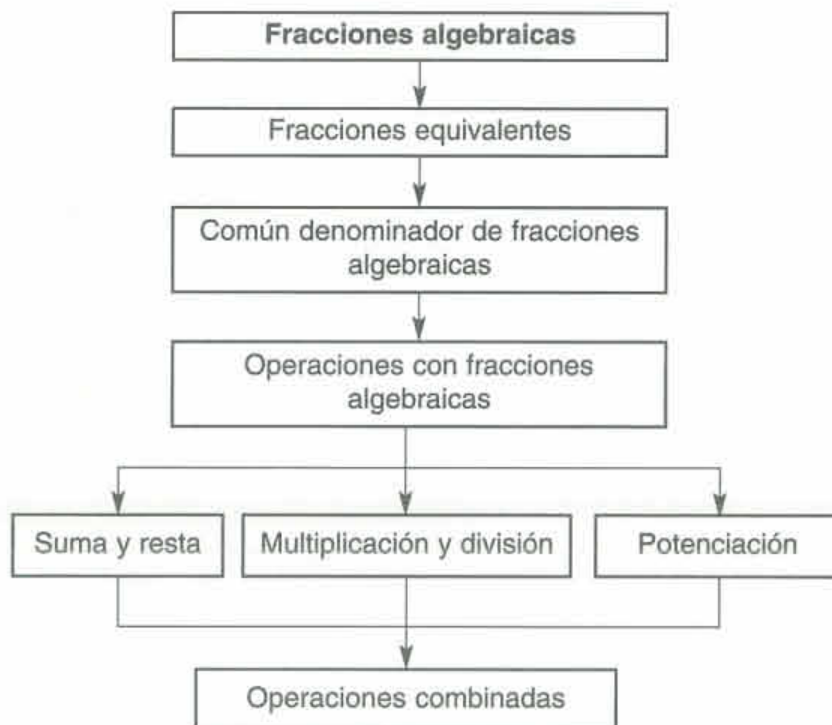 Fracciones algebraicas
Fracciones equivalentes
Común denominador de fracciones
algebraicas
Operaciones con fracciones
algebraicas
Suma y resta
Multiplicación y división
Potenciación
Operaciones combinadas